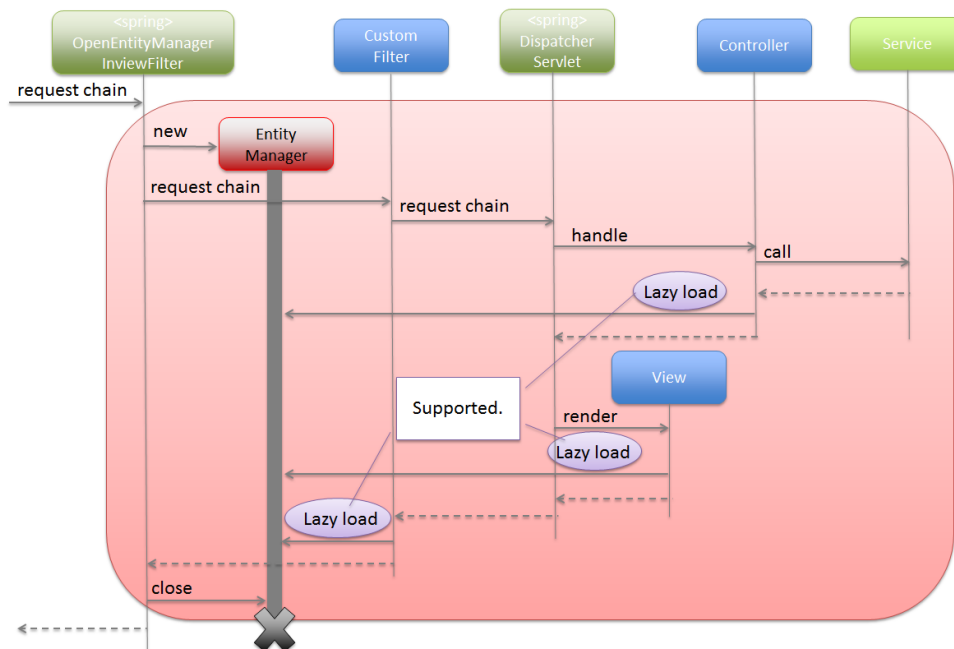 <spring>
OpenEntityManager
InviewFilter
Custom
Filter
<spring>
Dispatcher
Servlet
Controller
Service
request chain
new
Entity
Manager
request chain
request chain
handle
call
Lazy load
View
Supported.
render
Lazy load
Lazy load
close